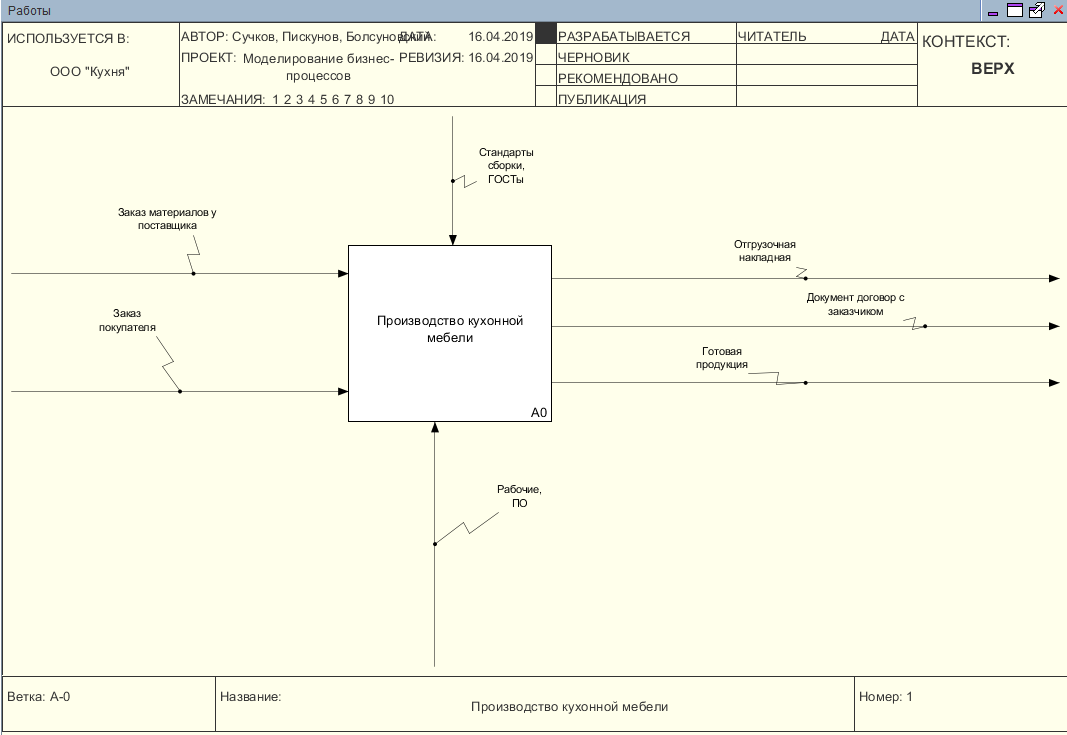 Работы
ИСПОЛЬЗУЕТСЯ В:
ООО "Кухня"
АВТОР: Сучков, Пискунов, Болсуновский
ДАТА: 16.04.2019
ПРОЕКТ: Моделирование бизнес-
процессов
РЕВИЗИЯ: 16.04.2019
ЗАМЕЧАНИЯ: 1 2 3 4 5 6 7 8 9 10
РАЗРАБАТЫВАЕТСЯ
ЧЕРНОВИК
РЕКОМЕНДОВАНО
ПУБЛИКАЦИЯ
ЧИТАТЕЛЬ ДАТА
КОНТЕКСТ:
ВЕРХ
Стандарты
сборки,
ГОСТы
Заказ материалов у
поставщика
Заказ
покупателя
Производство кухонной
мебели
A0
Отгрузочная
накладная
Документ договор с
заказчиком
Готовая
продукция
Рабочие,
ПО
Ветка: A-0
Название:
Производство кухонной мебели
Номер: 1